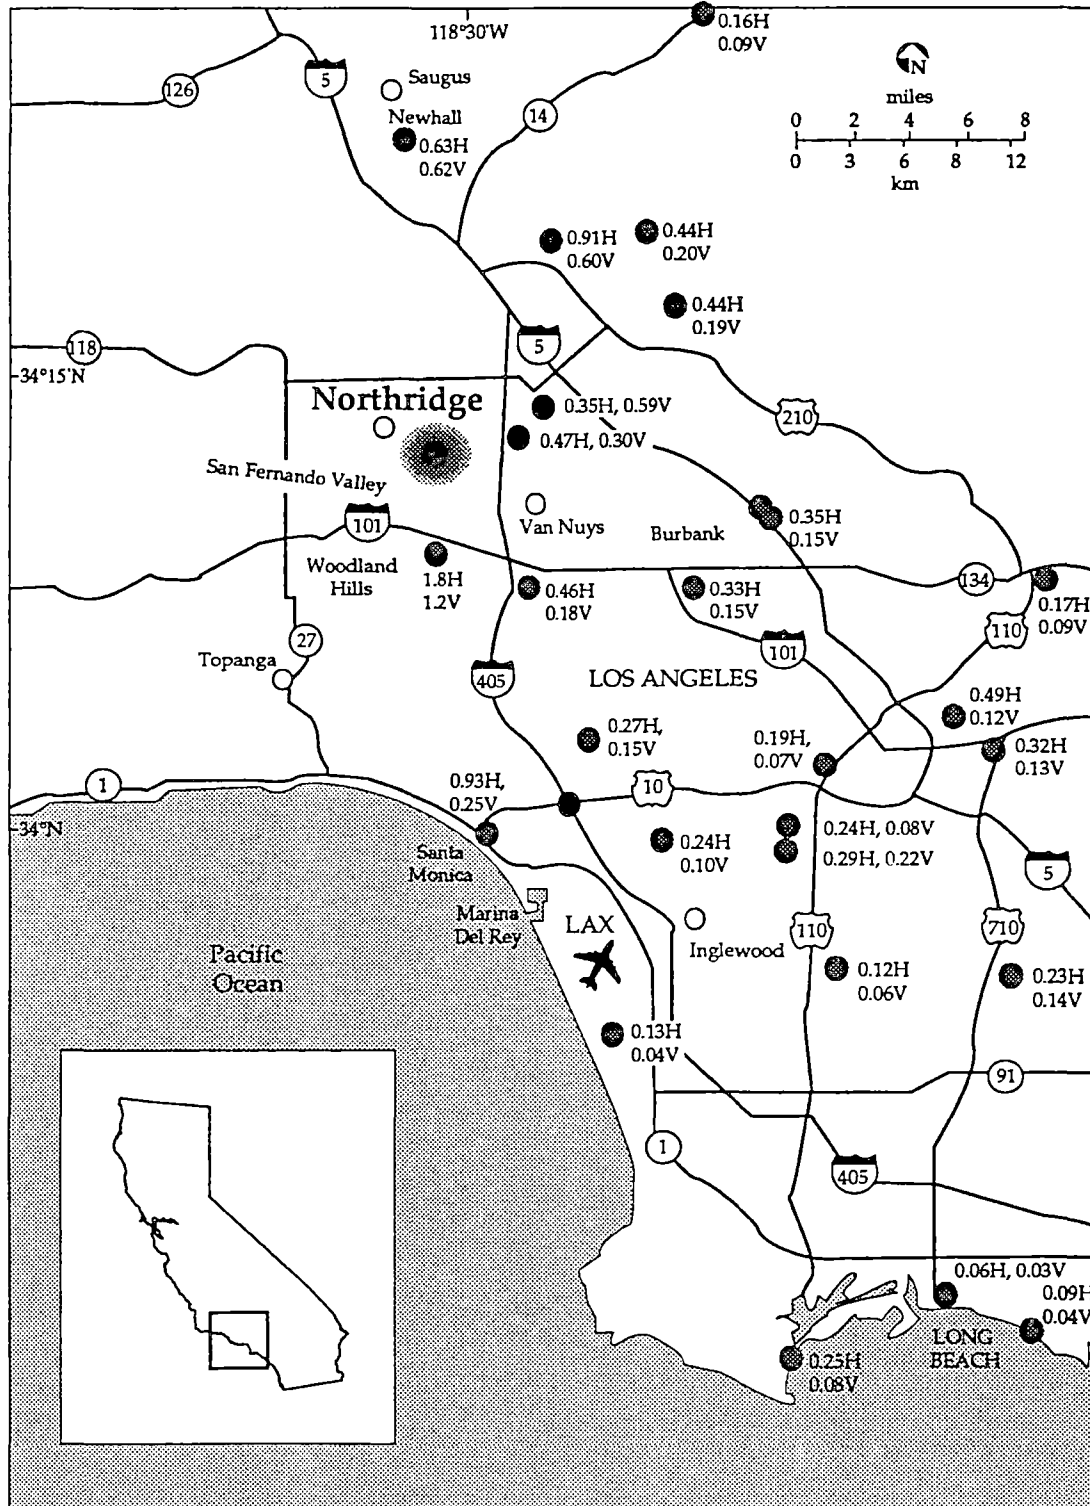 118°30'W
0.16H
0.09V
N
miles
0 2 4 6 8
0 3 6 8 12
km
126
5
Saugus
14
Newhall
0.63H
0.62V
0.91H
0.60V
0.44H
0.20V
0.44H
0.19V
118
5
34°15'N
Northridge
0.35H, 0.59V
210
0.47H, 0.30V
San Fernando Valley
101
Van Nuys
Burbank
0.35H
0.15V
Woodland
Hills
1.8H
1.2V
0.46H
0.18V
0.33H
0.15V
134
0.17H
0.09V
27
110
101
Topanga
405
LOS ANGELES
0.49H
0.12V
0.27H,
0.15V
0.19H,
0.07V
0.32H
0.13V
1
0.93H,
0.25V
10
34°N
0.24H, 0.08V
0.24H
0.10V
0.29H, 0.22V
Santa
Monica
5
Marina
Del Rey
LAX
Inglewood
110
710
Pacific
Ocean
0.12H
0.06V
0.23H
0.14V
0.13H
0.04V
91
1
405
0.06H, 0.03V
0.09H
0.04V
LONG
BEACH
0.25H
0.08V